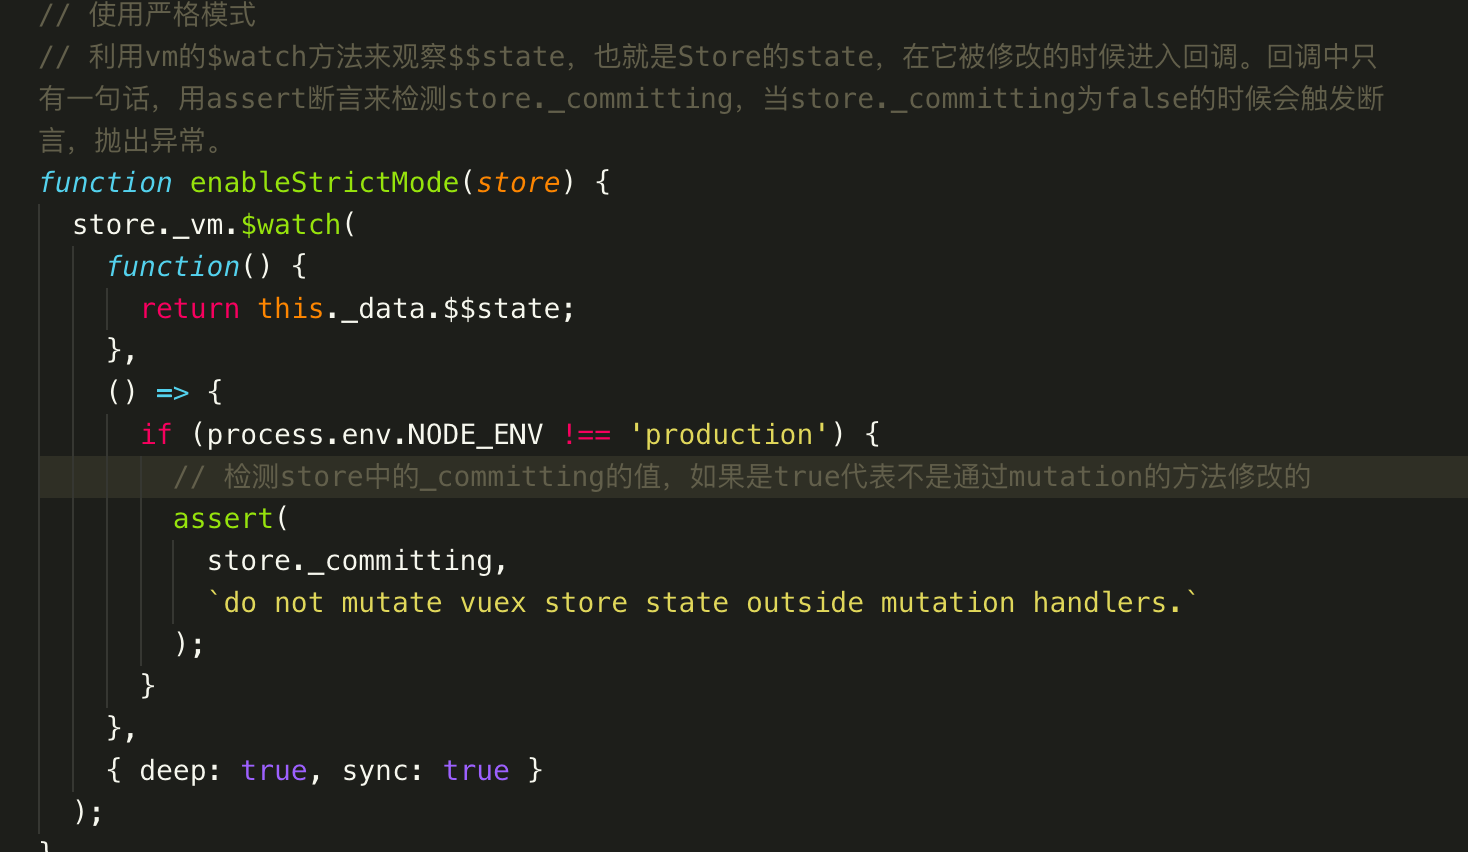 // 使用严格模式
// 利用vm的$watch方法来观察$$state，也就是Store的state，在它被修改的时候进入回调。回调中只
有一句话，用assert断言来检测store._committing，当store._committing为false的时候会触发断
言，抛出异常。
function enableStrictMode(store) {
  store._vm.$watch(
    function() {
      return this._data.$$state;
    },
    () => {
      if (process.env.NODE_ENV !== 'production') {
        // 检测store中的_committing的值，如果是true代表不是通过mutation的方法修改的
        assert(
          store._committing,
          `do not mutate vuex store state outside mutation handlers.`
        );
      }
    },
    { deep: true, sync: true }
  );
}